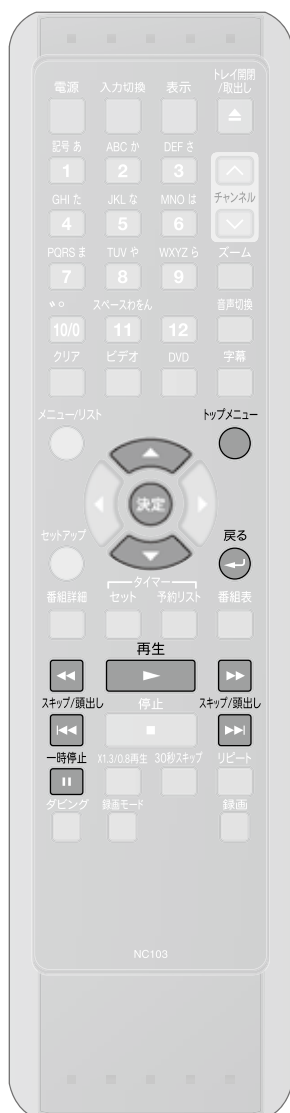 電源 入力切換 表示 トレイ開閉
/取出し
記号 あ ABC か DEF さ
1 2 3
GHI た JKL な MNO は チャンネル
4 5 6
PQRS ま TUV や WXYZ ら ズーム
7 8 9
゛゜ スペースわをん 音声切換
10/0 11 12
クリア ビデオ DVD 字幕
メニュー/リスト トップメニュー
決定
セットアップ 戻る
タイマー
番組詳細 セット 予約リスト 番組表
再生
スキップ/頭出し 停止 スキップ/頭出し
一時停止 X1.3/0.8再生 30秒スキップ リピート
ダビング 録画モード 録画
NC103